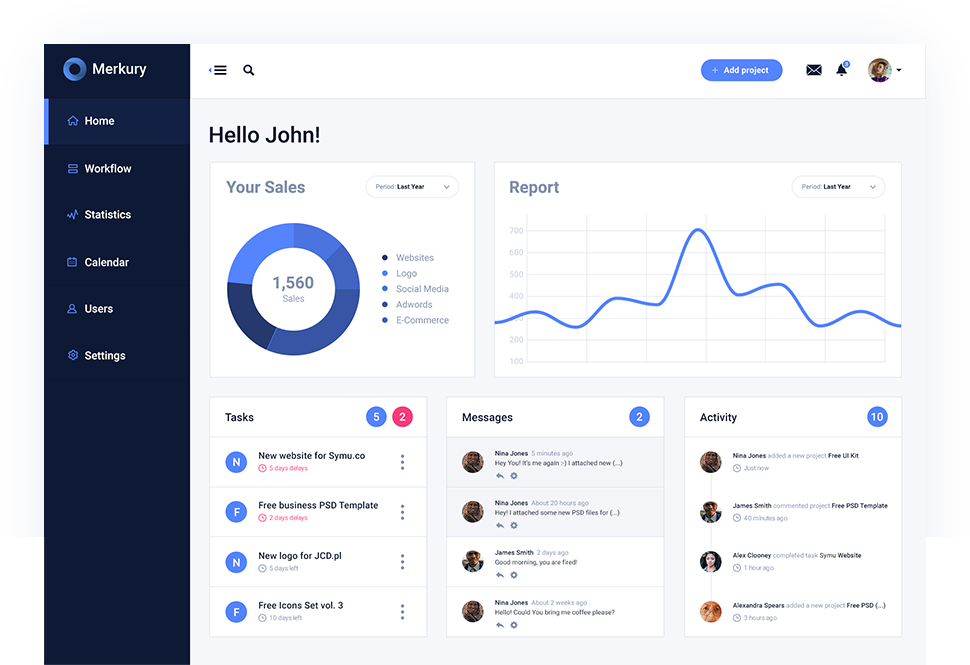 Merkury
+ Add project
3
Home
Workflow
Statistics
Calendar
Users
Settings
Hello John!
Your Sales
Period: Last Year
1,560
Sales
Websites
Logo
Social Media
Adwords
E-Commerce
Report
Period: Last Year
700
600
500
400
300
200
100
Tasks
5
2
N
New website for Symu.co
5 days delays
F
Free business PSD Template
2 days delays
N
New logo for JCD.pl
5 days left
F
Free Icons Set vol. 3
10 days left
Messages
2
Nina Jones 5 minutes ago
Hey You! It's me again :-) I attached new (...)
Nina Jones About 20 hours ago
Hey! I attached some new PSD files for (...)
James Smith 2 days ago
Good morning, you are fired!
Nina Jones About 2 weeks ago
Hello! Could You bring me coffee please?
Activity
10
Nina Jones added a new project Free UI Kit
Just now
James Smith commented project Free PSD Template
40 minutes ago
Alex Clooney completed task Symu Website
1 hour ago
Alexandra Spears added a new project Free PSD (...)
3 hours ago